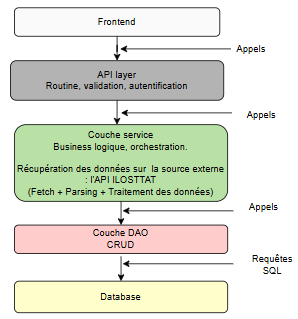 Frontend
Appels
API layer
Routine, validation, autentification
Appels
Couche service
Business logique, orchestration.
Récupération des données sur la source externe
: l'API ILOSTTAT
(Fetch + Parsing + Traitement des données)
Appels
Couche DAO
CRUD
Requêtes
SQL
Database